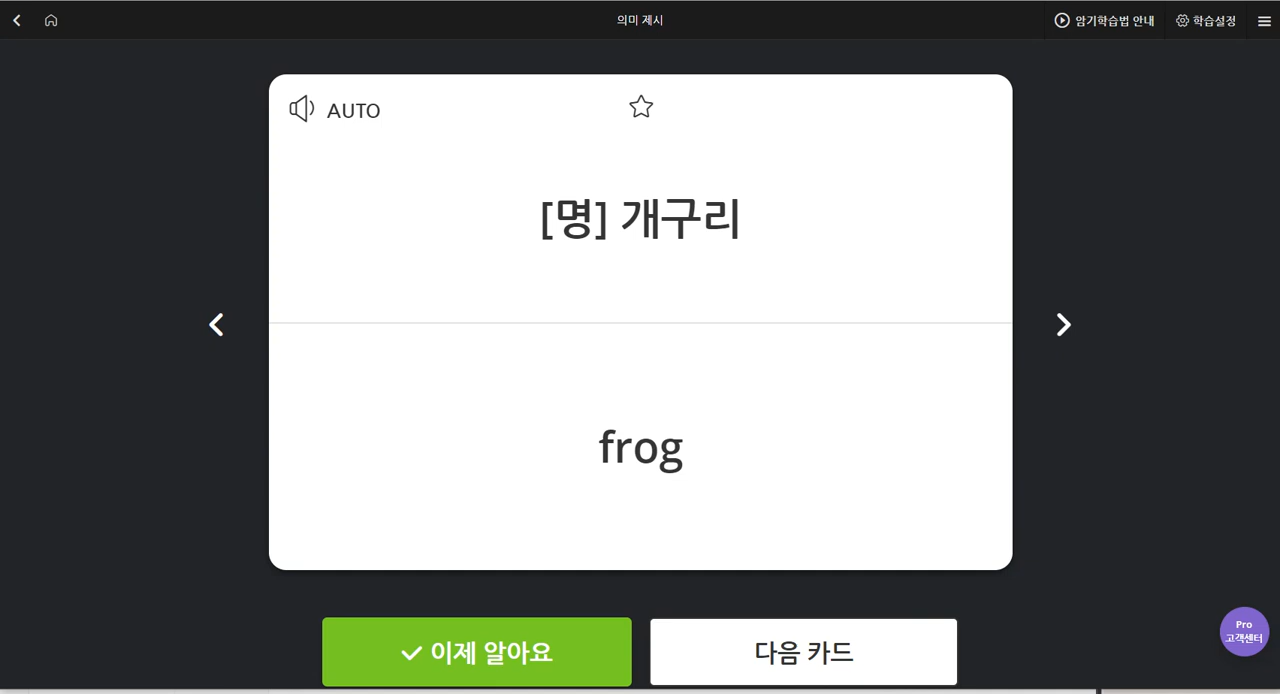 의미 제시
암기학습법 안내
학습설정
AUTO
[명] 개구리
frog
이제 알아요
다음 카드
Pro
고객센터